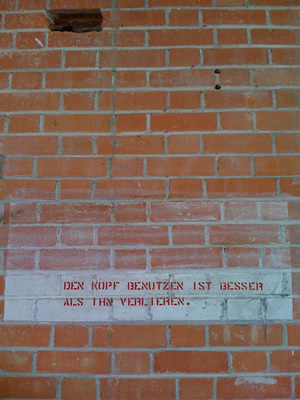 DEN KOPF BENUTZEN IST BESSER
ALS IHN VERLIEREN.